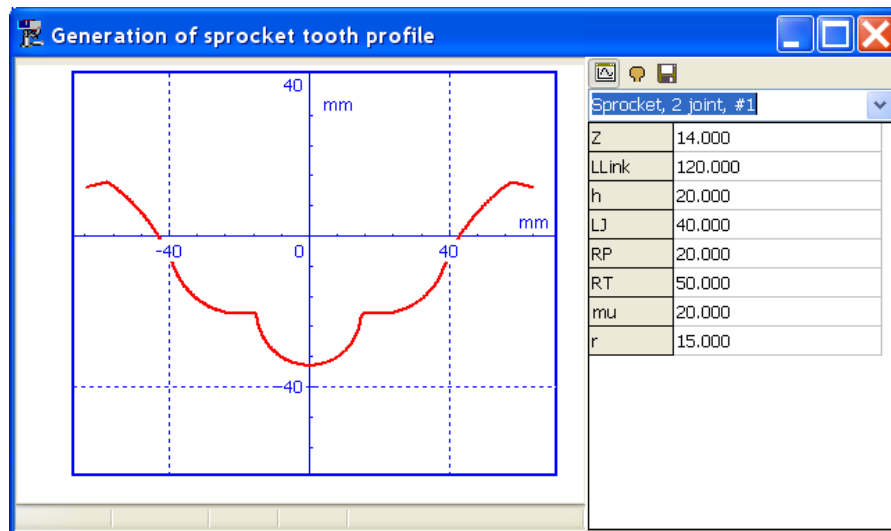 Generation of sprocket tooth profile
40
mm
mm
-40
0
40
-40
Sprocket, 2 joint, #1
Z 14.000
LLink 120.000
h 20.000
LJ 40.000
RP 20.000
RT 50.000
mu 20.000
r 15.000